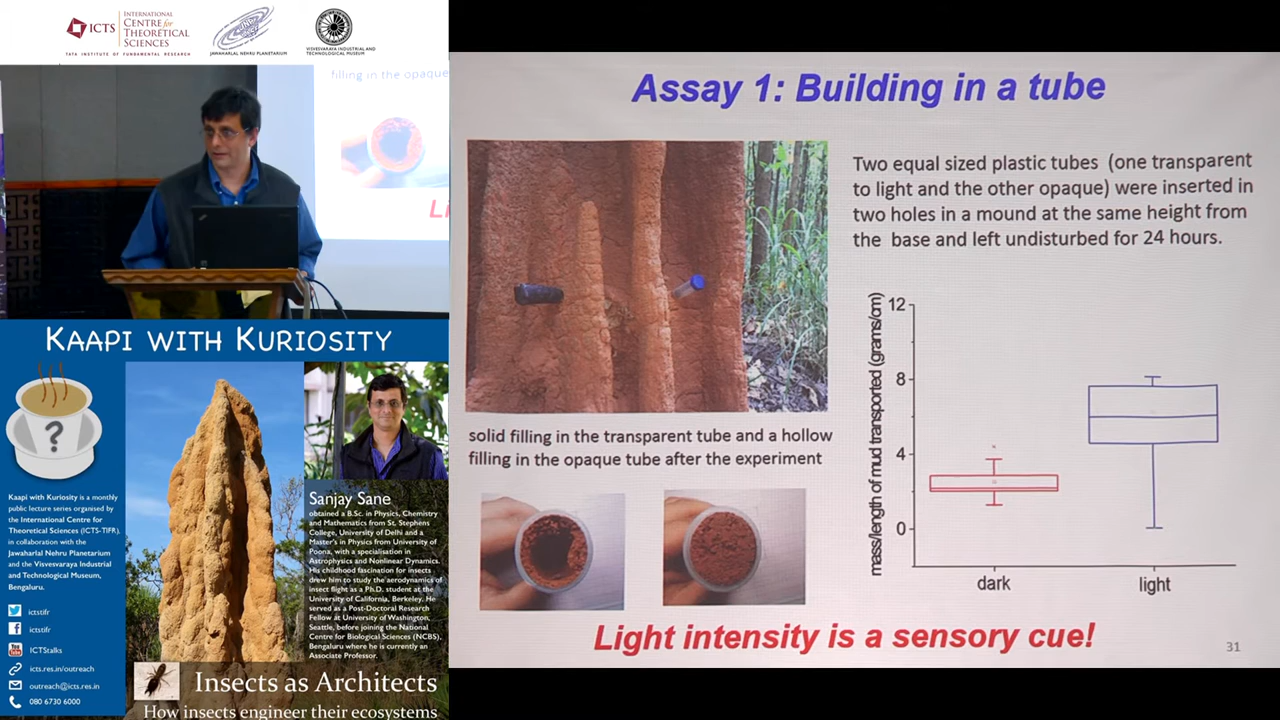 ICTS
INTERNATIONAL
CENTRE for
THEORETICAL
SCIENCES
TATA INSTITUTE OF FUNDAMENTAL RESEARCH
JAWAHARLAL NEHRU PLANETARIUM
VISVESVARAYA INDUSTRIAL AND
TECHNOLOGICAL MUSEUM
filling in the opaque
Li
KAAPI WITH KURIOSITY
?
Kaapi with Kuriosity is a monthly
public lecture series organised by
the International Centre for
Theoretical Sciences (ICTS-TIFR),
in collaboration with the
Jawaharlal Nehru Planetarium
and the Visvesvaraya Industrial
and Technological Museum,
Bengaluru.
ictstifr
ictstifr
ICTStalks
icts.res.in/outreach
outreach@icts.res.in
080 6730 6000
Sanjay Sane
obtained a B.Sc. in Physics, Chemistry
and Mathematics from St. Stephens
College, University of Delhi and a
Master's in Physics from University of
Poona, with a specialisation in
Astrophysics and Nonlinear Dynamics.
His childhood fascination for insects
drew him to study the aerodynamics of
insect flight as a Ph.D. student at the
University of California, Berkeley. He
served as a Post-Doctoral Research
Fellow at University of Washington,
Seattle, before joining the National
Centre for Biological Sciences (NCBS),
Bengaluru where he is currently an
Associate Professor.
Insects as Architects
How insects engineer their ecosystems
Assay 1: Building in a tube
Two equal sized plastic tubes (one transparent
to light and the other opaque) were inserted in
two holes in a mound at the same height from
the base and left undisturbed for 24 hours.
solid filling in the transparent tube and a hollow
filling in the opaque tube after the experiment
mass/length of mud transported (grams/cm)
12
8
4
0
dark
light
Light intensity is a sensory cue!
31